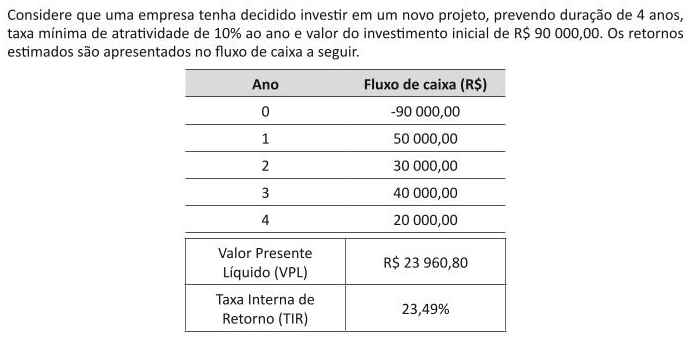 Considere que uma empresa tenha decidido investir em um novo projeto, prevendo duração de 4 anos,
taxa mínima de atratividade de 10% ao ano e valor do investimento inicial de R$ 90 000,00. Os retornos
estimados são apresentados no fluxo de caixa a seguir.
Ano Fluxo de caixa (R$)
0 -90 000,00
1 50 000,00
2 30 000,00
3 40 000,00
4 20 000,00
Valor Presente
Líquido (VPL) R$ 23 960,80
Taxa Interna de
Retorno (TIR) 23,49%